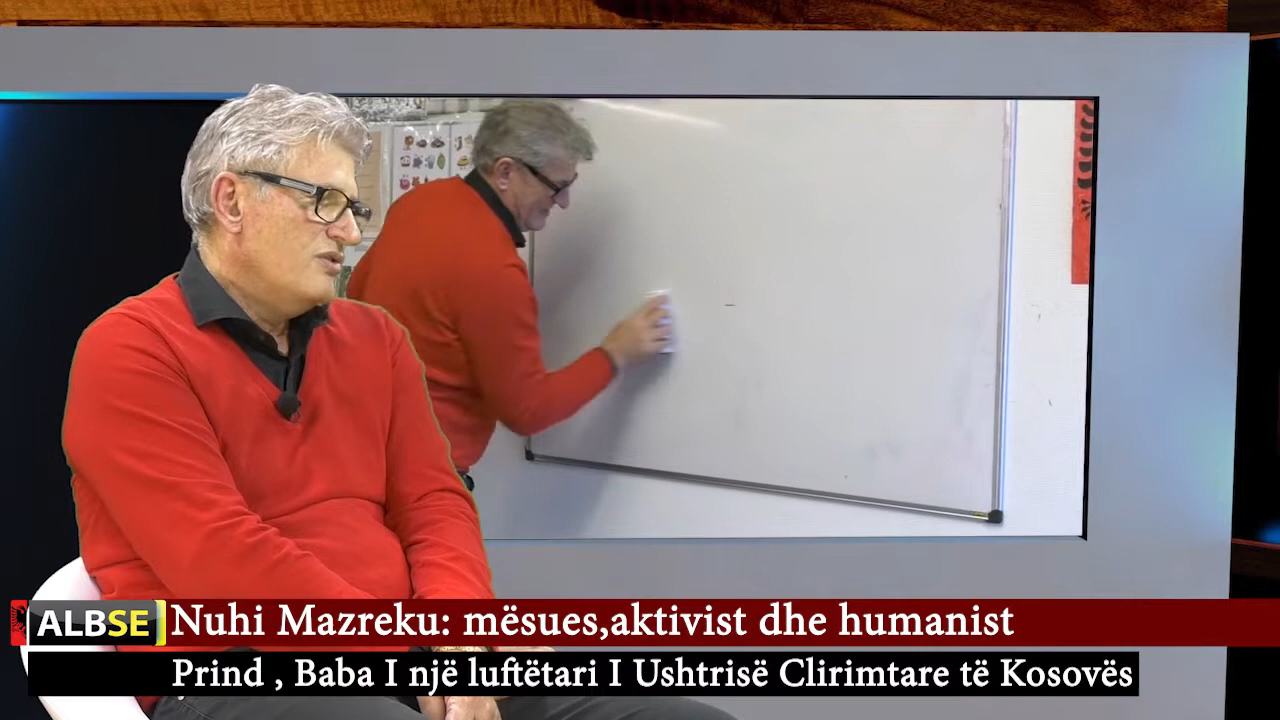 ALBSE
Nuhi Mazreku: mësues,aktivist dhe humanist
Prind , Baba I një luftëtari I Ushtrisë Clirimtare të Kosovës